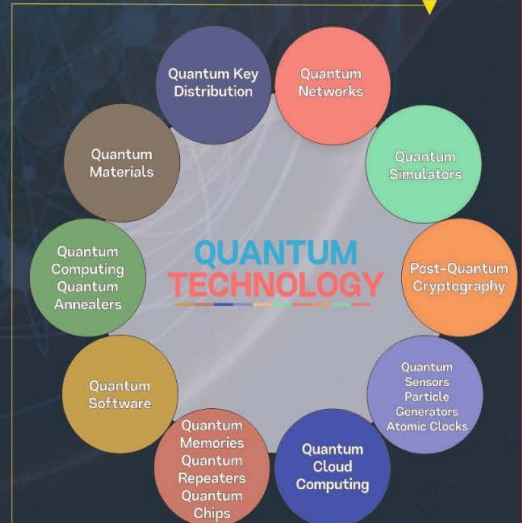 Quantum Key
Distribution
Quantum
Networks
Quantum
Simulators
Post-Quantum
Cryptography
Quantum
Sensors
Particle
Generators
Atomic Clocks
Quantum
Cloud
Computing
Quantum
Memories
Quantum
Repeaters
Quantum
Chips
Quantum
Software
Quantum
Computing
Quantum
Annealers
Quantum
Materials
QUANTUM
TECHNOLOGY